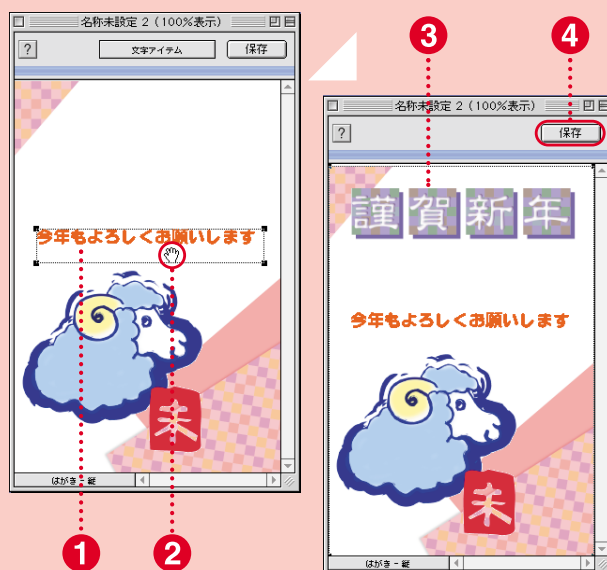 名称未設定 2 (100%表示)
?
文字アイテム
保存
今年もよろしくお願いします
未
はがき - 縦
1
2
3
4
名称未設定 2 (100%表示)
?
保存
謹賀新年
今年もよろしくお願いします
未
はがき - 縦